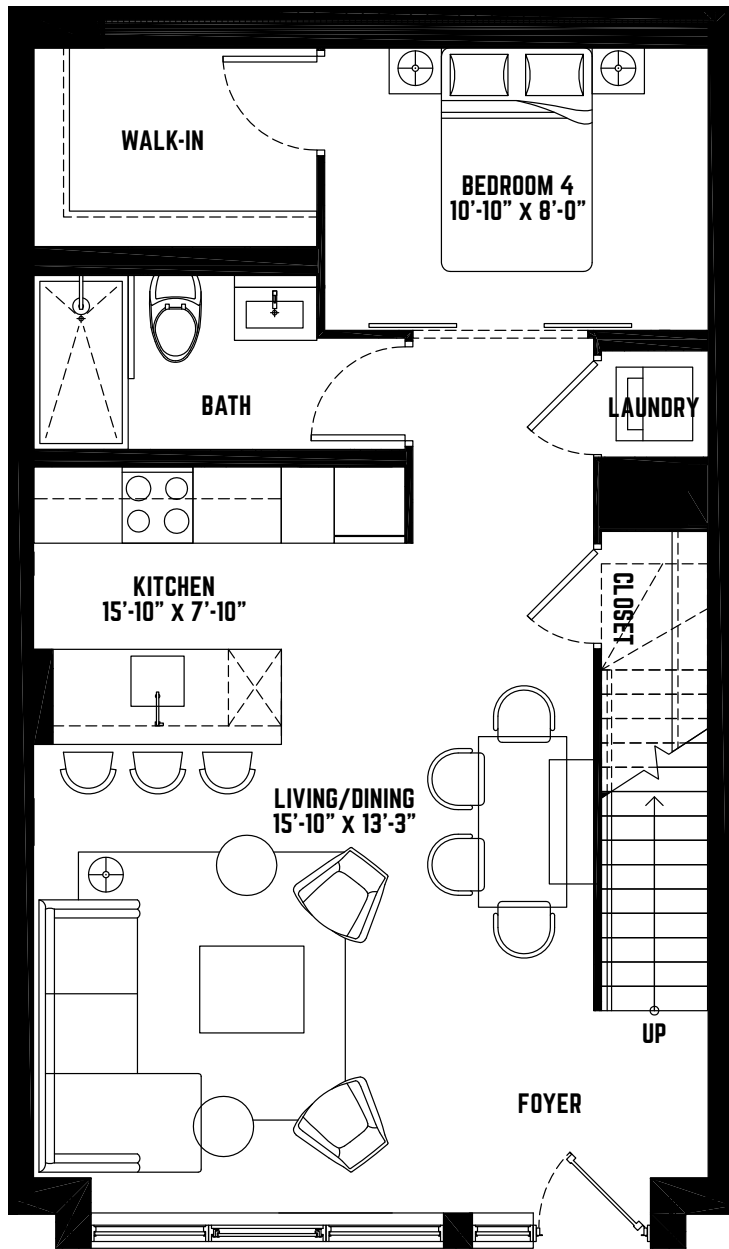 WALK-IN
BEDROOM 4
10'-10” X 8'-0”
BATH
LAUNDRY
KITCHEN
15'-10” X 7'-10”
CLOSET
LIVING/DINING
15'-10” X 13'-3”
UP
FOYER